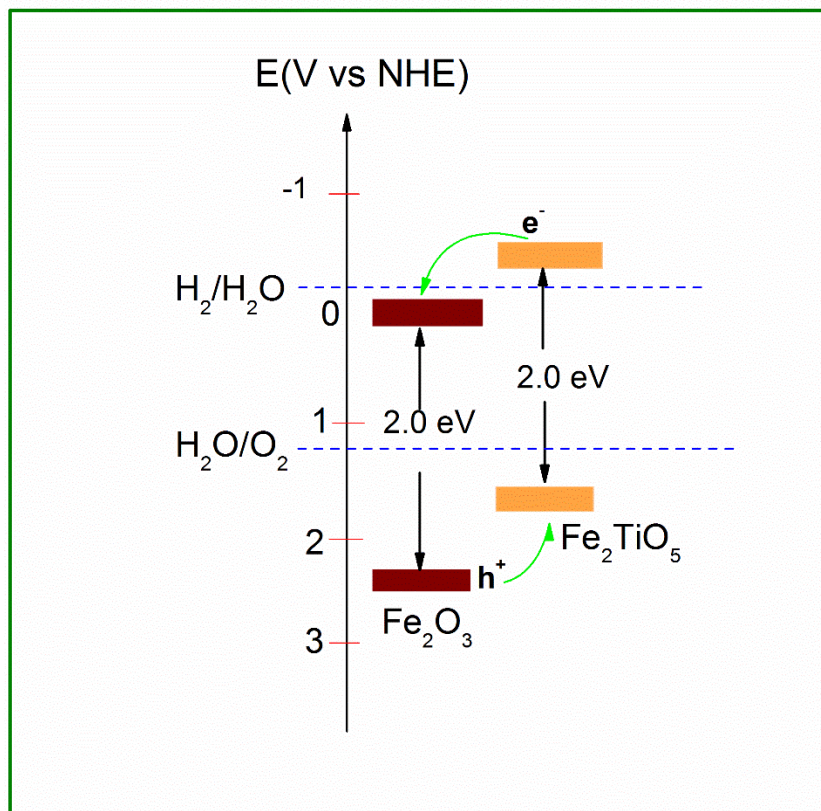 E(V vs NHE)
-1
e⁻
H₂/H₂O
0
2.0 eV
1
2.0 eV
H₂O/O₂
2
Fe₂TiO₅
h⁺
Fe₂O₃
3